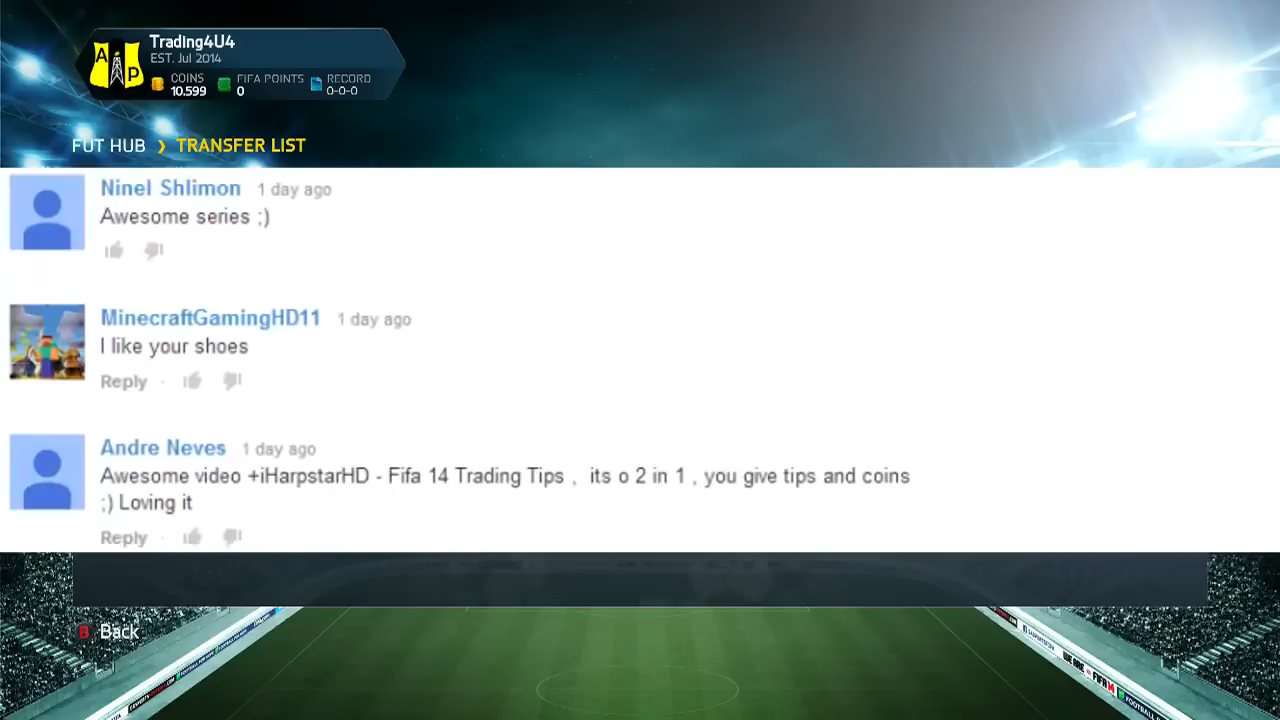 Trading4U4
EST. Jul 2014
A P
COINS
10.599
FIFA POINTS
0
RECORD
0-0-0
FUT HUB › TRANSFER LIST
Ninel Shlimon 1 day ago
Awesome series ;)
MinecraftGamingHD11 1 day ago
I like your shoes
Reply ·
Andre Neves 1 day ago
Awesome video +iHarpstarHD - Fifa 14 Trading Tips , its o 2 in 1 , you give tips and coins
;) Loving it
Reply ·
B Back
WE ARE FIFA14